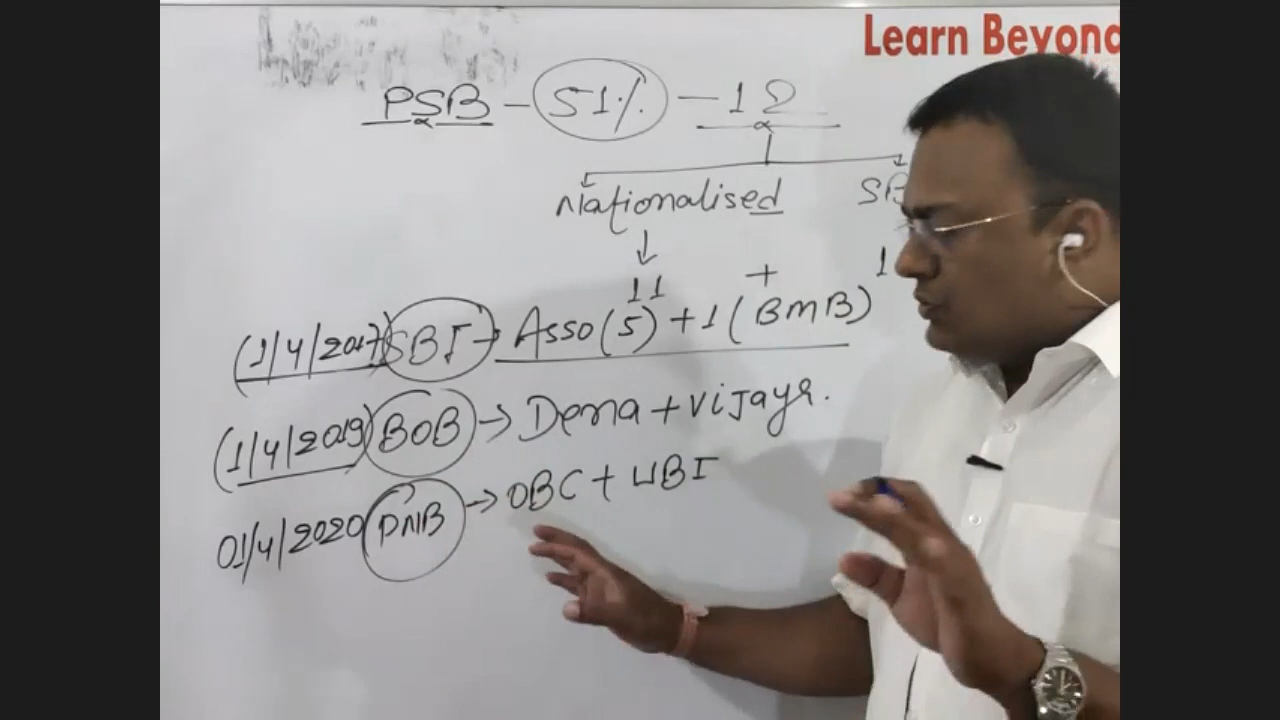 Learn Beyond
PSB - 51% - 12
Nationalised SB
11 + 1
(1/4/2017) SBI → Asso (5) + 1 (BMB)
(1/4/2019) BOB → Dena + Vijaya.
01/4/2020 PNB → OBC + UBI